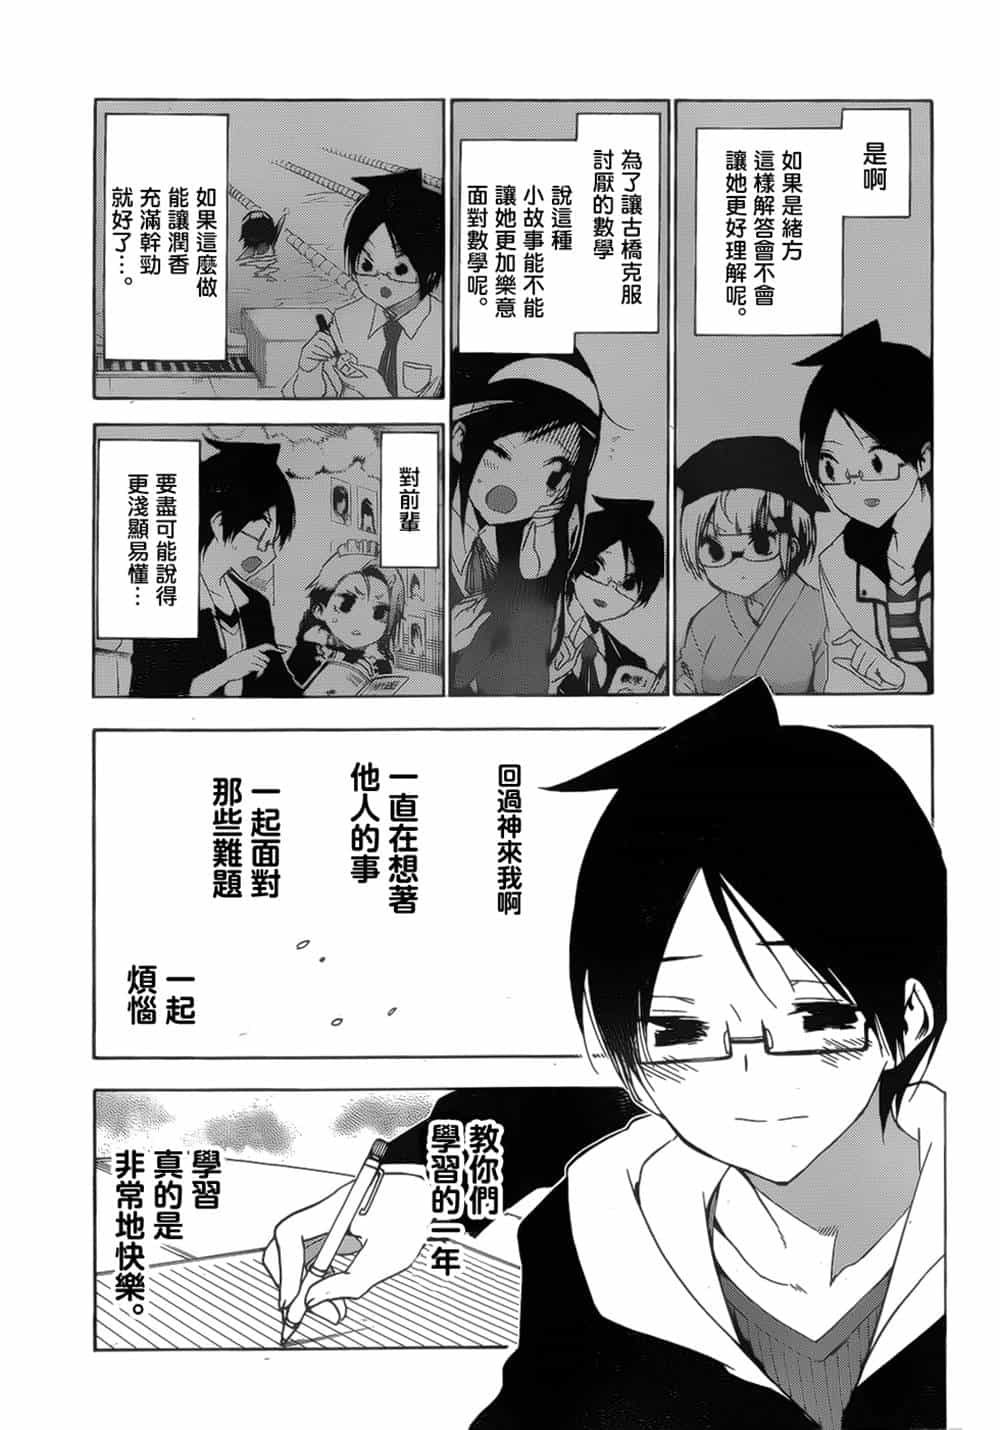 是啊
如果是緒方
這樣解答會不會
讓她更好理解呢。
為了讓古橋克服
討厭的數學
說這種
小故事能不能
讓她更加樂意
面對數學呢。
如果這麼做
能讓潤香
充滿幹勁
就好了…。
對前輩
要盡可能說得
更淺顯易懂…
回過神來我啊
一直在想著
他人的事
一起面對
那些難題
一起
煩惱
教你們
學習的一年
學習
真的是
非常地快樂。